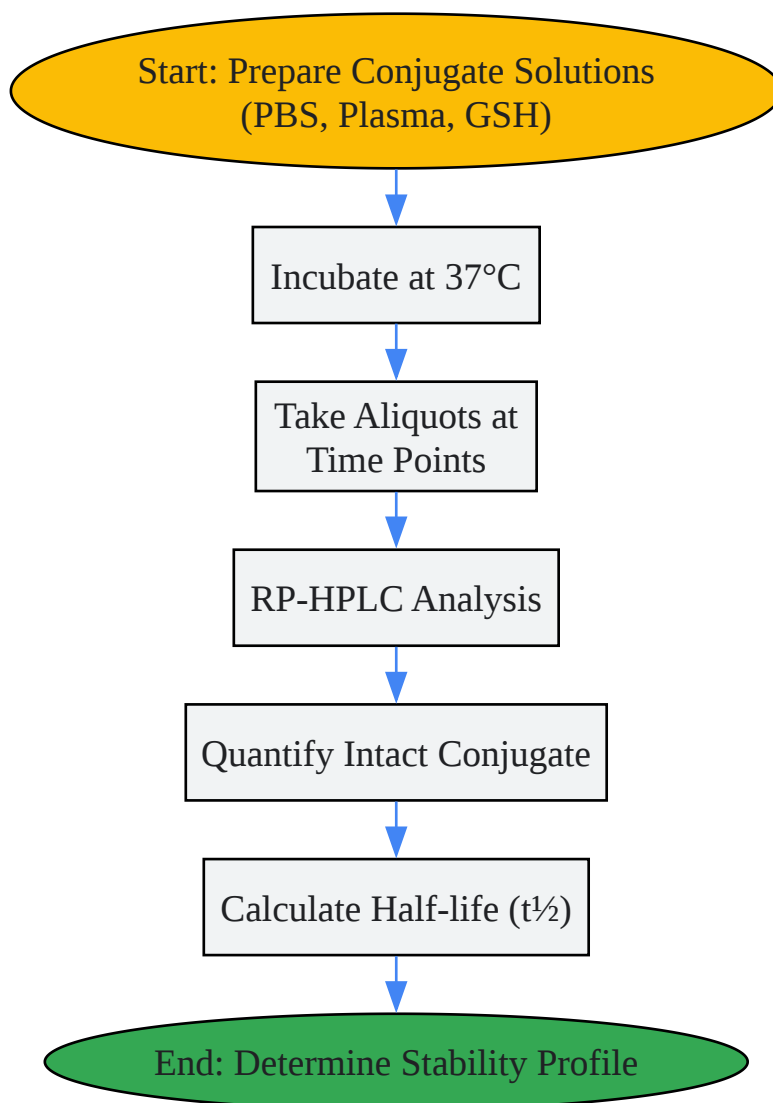 Start: Prepare Conjugate Solutions
(PBS, Plasma, GSH)
Incubate at 37°C
Take Aliquots at
Time Points
RP-HPLC Analysis
Quantify Intact Conjugate
Calculate Half-life (t½)
End: Determine Stability Profile